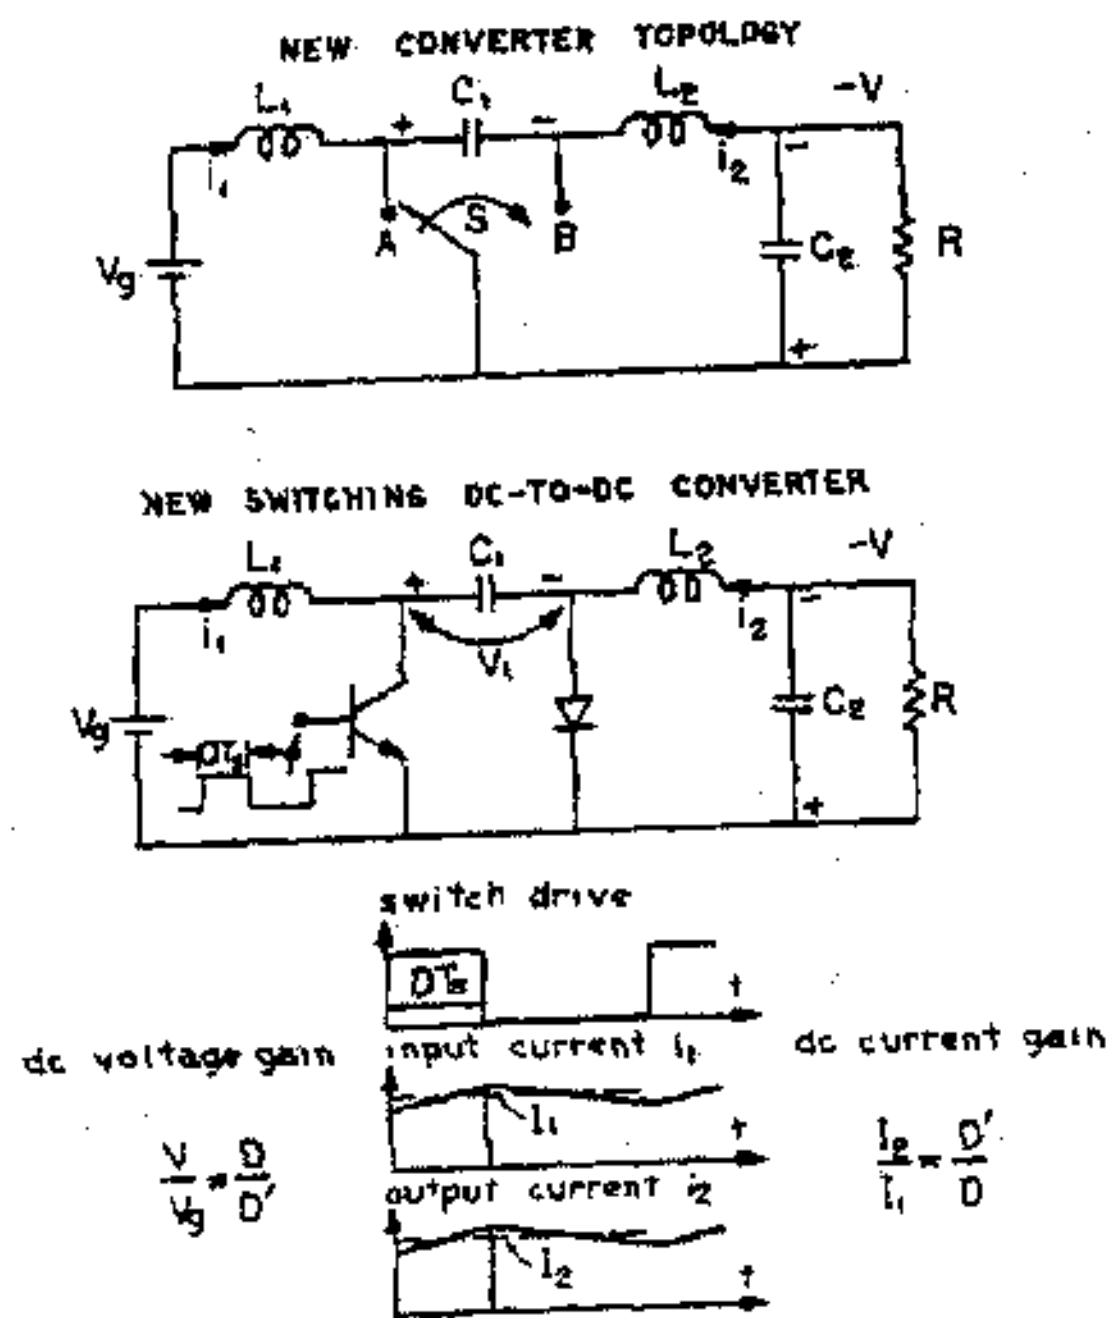 NEW CONVERTER TOPOLOGY
L₁ C₁ L₂ -V
+ -
i₁ i₂ -
A S B
Vg C₂ R
+
NEW SWITCHING DC-TO-DC CONVERTER
L₁ C₁ L₂ -V
+ -
i₁ V₁ i₂ -
Vg C₂ R
DTs
+
switch drive
DTs t
dc voltage gain input current i₁ dc current gain
I₁ t
V/Vg = D/D' I₂/I₁ = D'/D
output current i₂
I₂ t